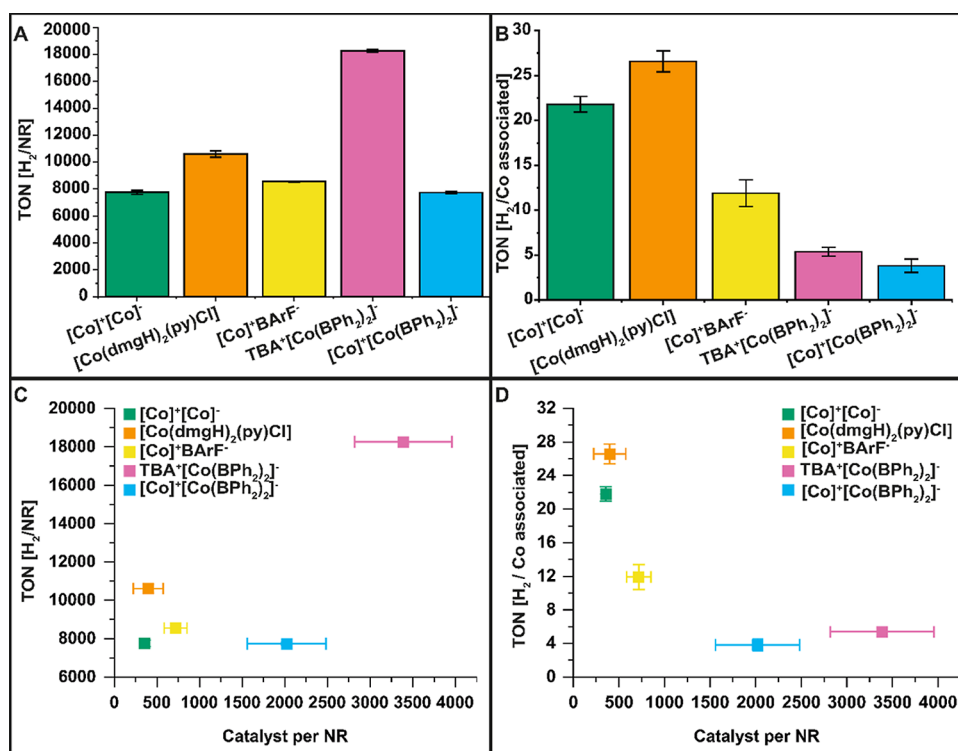 A
TON [H₂/NR]
20000
18000
16000
14000
12000
10000
8000
6000
4000
2000
0
[Co]⁺[Co]⁻
[Co(dmgH)₂(py)Cl]
[Co]⁺BArF⁻
TBA⁺[Co(BPh₂)₂]⁻
[Co]⁺[Co(BPh₂)₂]⁻
B
TON [H₂/Co associated]
30
25
20
15
10
5
0
[Co]⁺[Co]⁻
[Co(dmgH)₂(py)Cl]
[Co]⁺BArF⁻
TBA⁺[Co(BPh₂)₂]⁻
[Co]⁺[Co(BPh₂)₂]⁻
C
TON [H₂/NR]
20000
18000
16000
14000
12000
10000
8000
6000
[Co]⁺[Co]⁻
[Co(dmgH)₂(py)Cl]
[Co]⁺BArF⁻
TBA⁺[Co(BPh₂)₂]⁻
[Co]⁺[Co(BPh₂)₂]⁻
0 500 1000 1500 2000 2500 3000 3500 4000
Catalyst per NR
D
TON [H₂ / Co associated]
32
28
24
20
16
12
8
4
0
[Co]⁺[Co]⁻
[Co(dmgH)₂(py)Cl]
[Co]⁺BArF⁻
TBA⁺[Co(BPh₂)₂]⁻
[Co]⁺[Co(BPh₂)₂]⁻
0 500 1000 1500 2000 2500 3000 3500 4000
Catalyst per NR